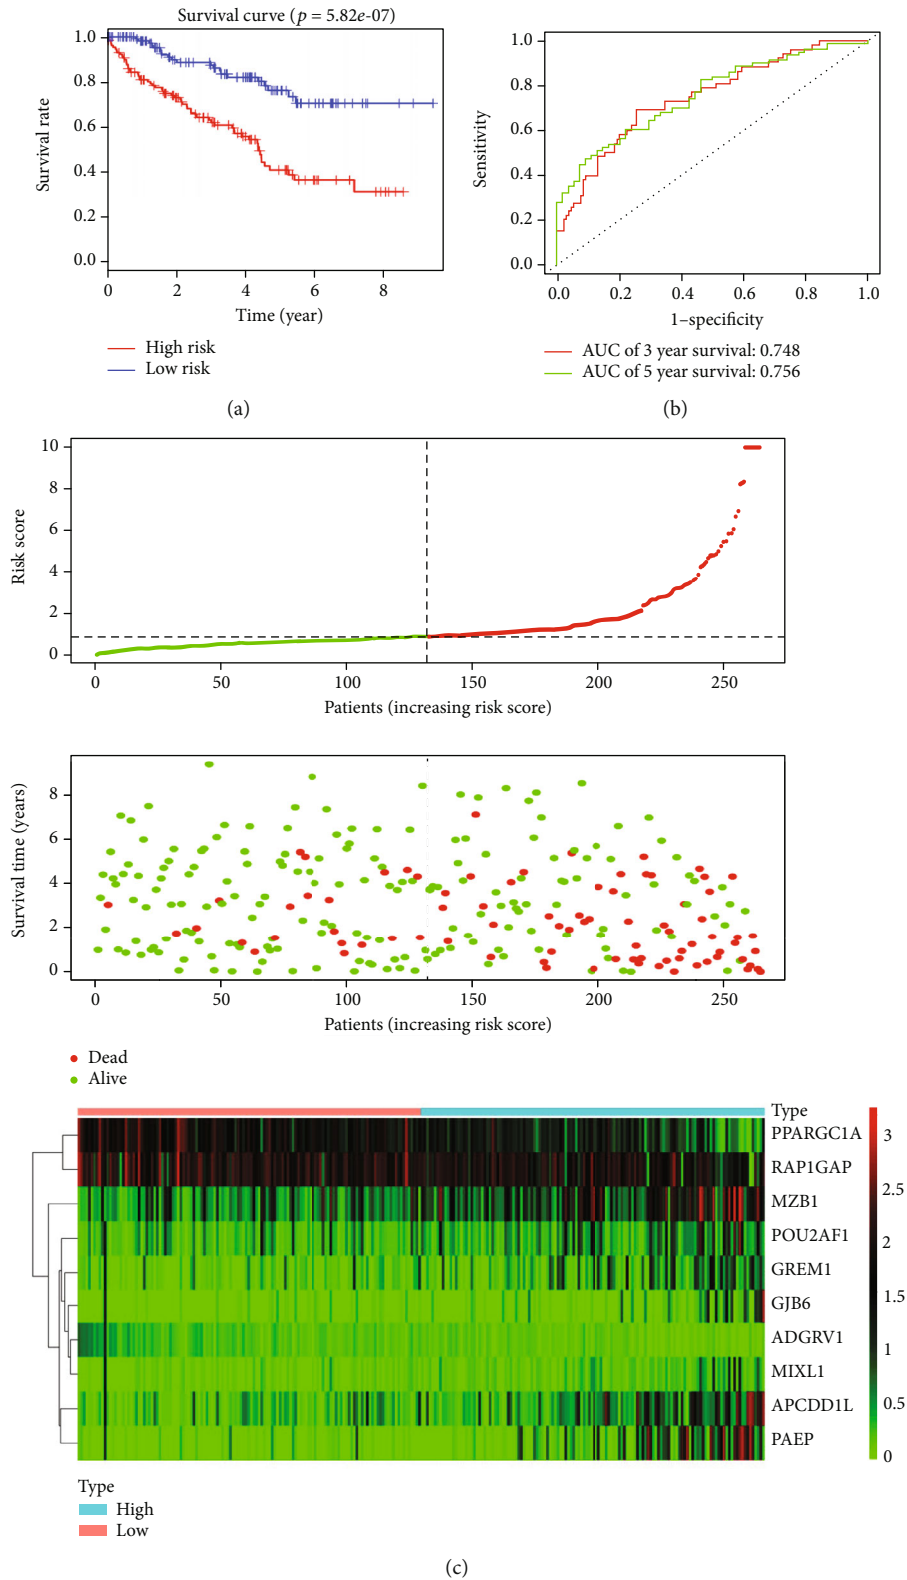 Survival curve (p = 5.82e-07)
Survival rate
1.0
0.8
0.6
0.4
0.2
0.0
0 2 4 6 8
Time (year)
High risk
Low risk
(a)
Sensitivity
1.0
0.8
0.6
0.4
0.2
0.0
0.0 0.2 0.4 0.6 0.8 1.0
1–specificity
AUC of 3 year survival: 0.748
AUC of 5 year survival: 0.756
(b)
Risk score
10
8
6
4
2
0
0 50 100 150 200 250
Patients (increasing risk score)
Survival time (years)
8
6
4
2
0
0 50 100 150 200 250
Patients (increasing risk score)
Dead
Alive
Type
PPARGC1A
RAP1GAP
MZB1
POU2AF1
GREM1
GJB6
ADGRV1
MIXL1
APCDD1L
PAEP
3
2.5
2
1.5
1
0.5
0
Type
High
Low
(c)